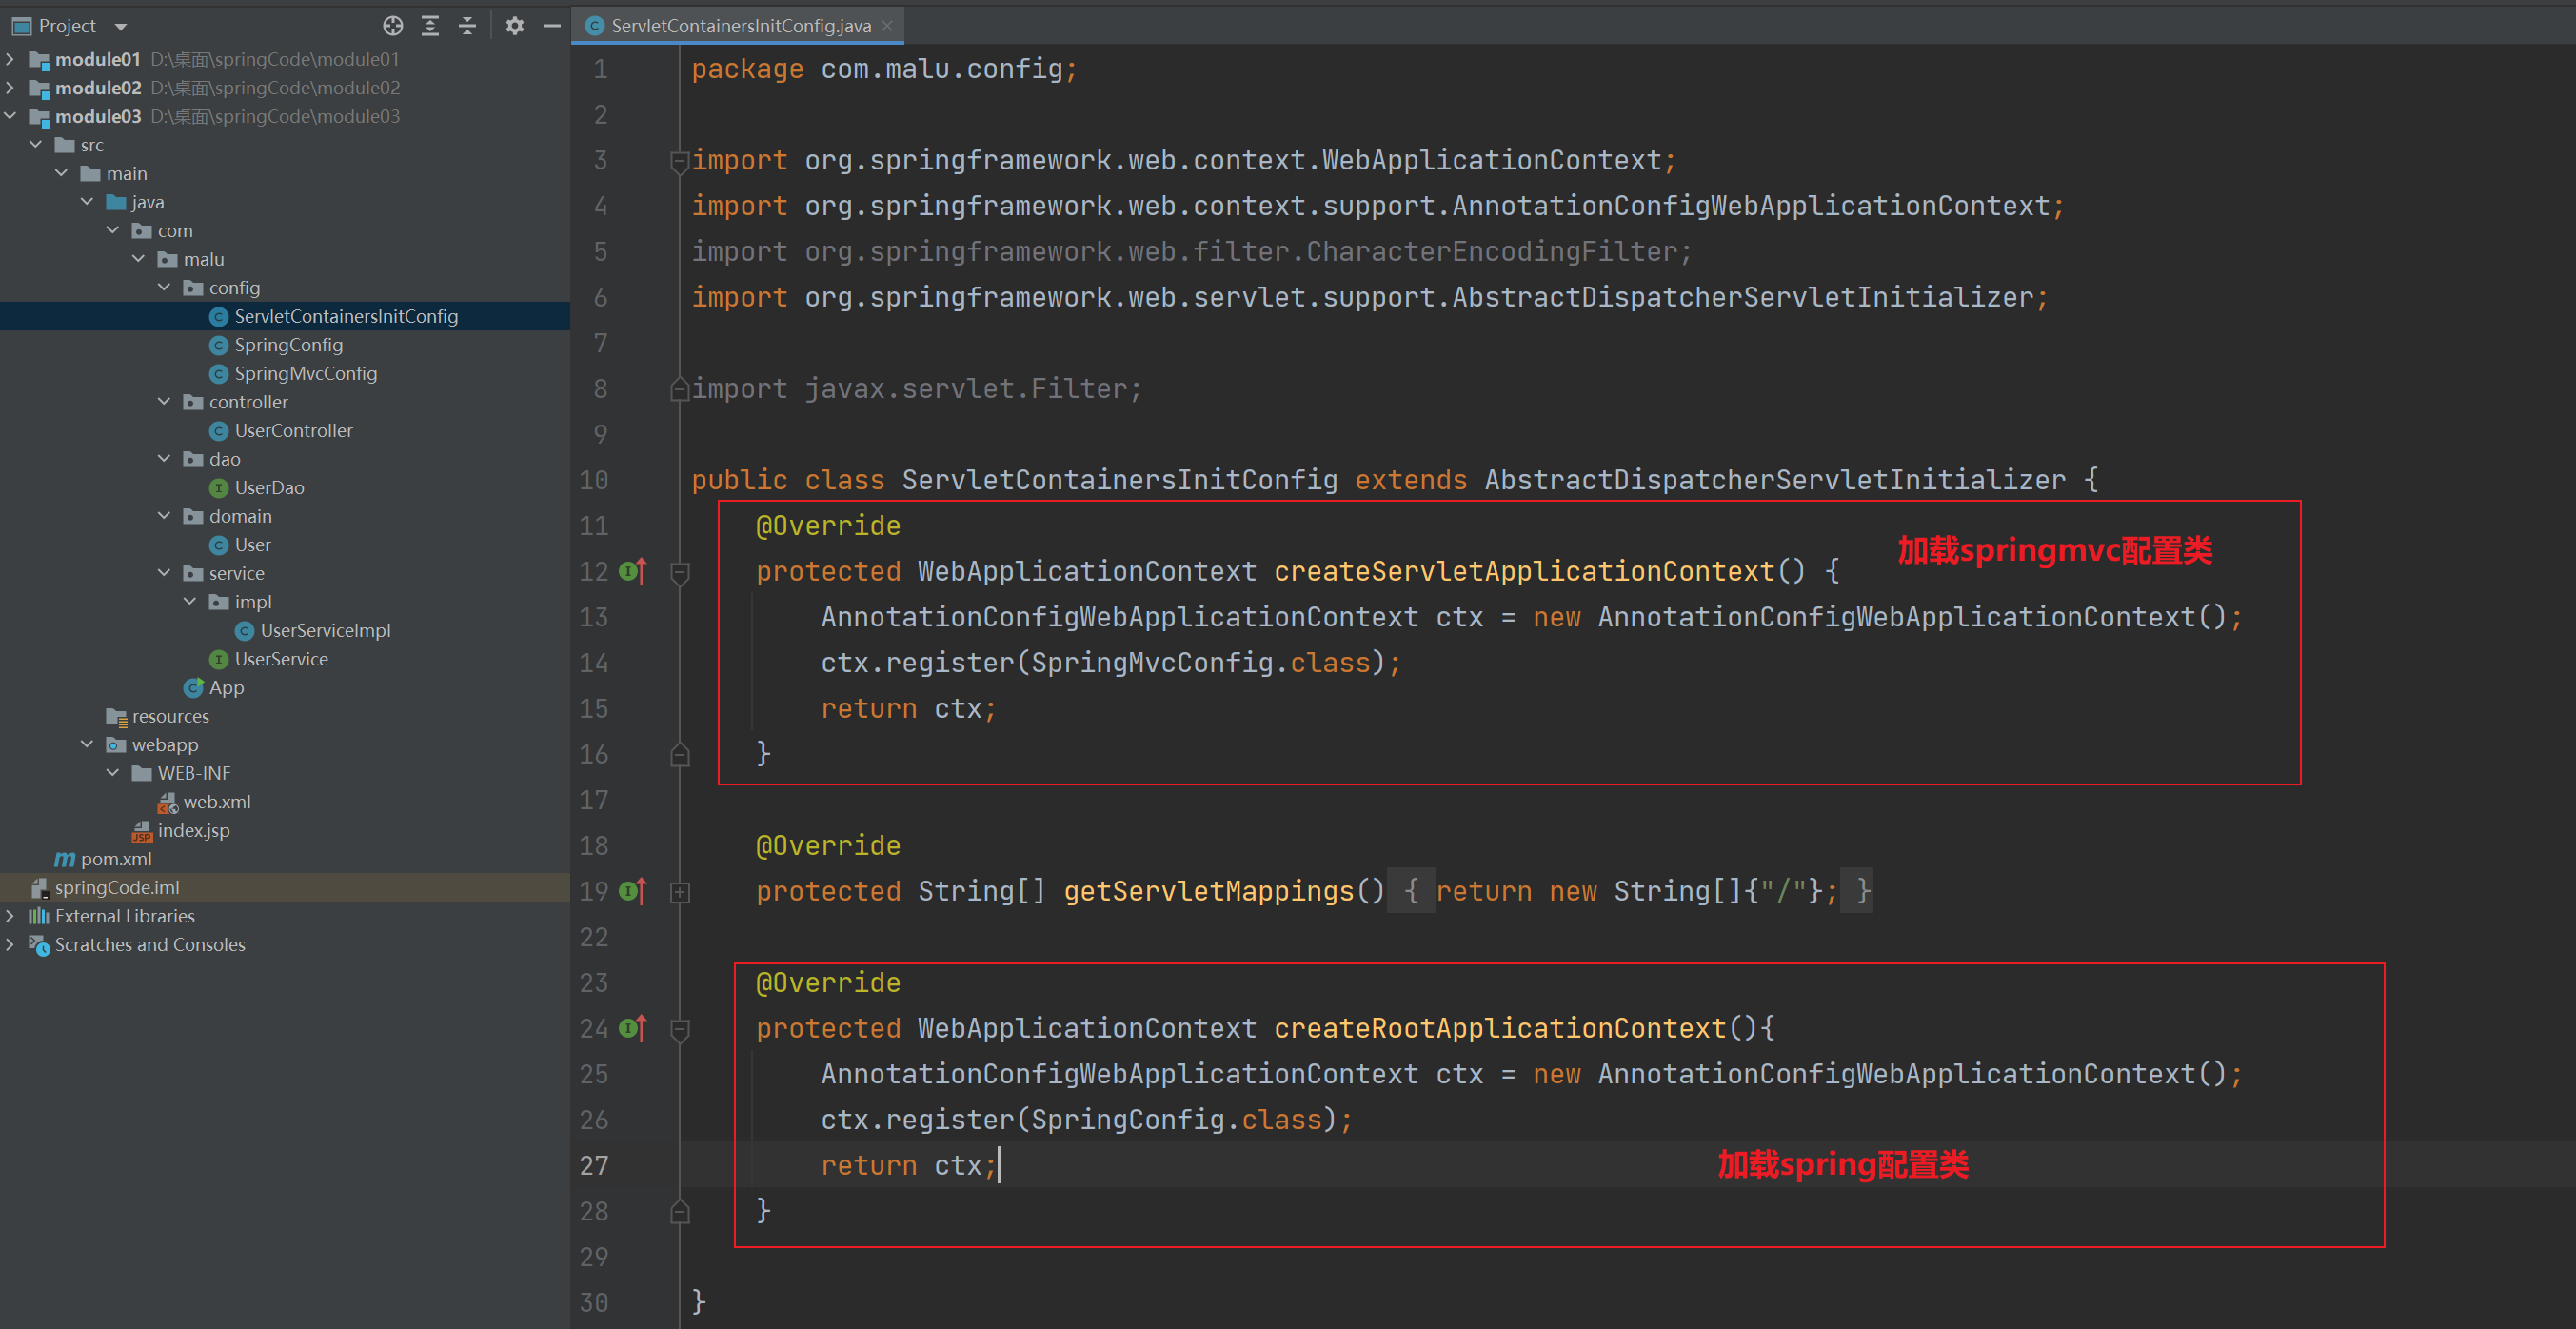 Project
module01 D:\桌面\springCode\module01
module02 D:\桌面\springCode\module02
module03 D:\桌面\springCode\module03
src
main
java
com
malu
config
ServletContainersInitConfig
SpringConfig
SpringMvcConfig
controller
UserController
dao
UserDao
domain
User
service
impl
UserServiceImpl
UserService
App
resources
webapp
WEB-INF
web.xml
index.jsp
pom.xml
springCode.iml
External Libraries
Scratches and Consoles
ServletContainersInitConfig.java
1 package com.malu.config;
2
3 import org.springframework.web.context.WebApplicationContext;
4 import org.springframework.web.context.support.AnnotationConfigWebApplicationContext;
5 import org.springframework.web.filter.CharacterEncodingFilter;
6 import org.springframework.web.servlet.support.AbstractDispatcherServletInitializer;
7
8 import javax.servlet.Filter;
9
10 public class ServletContainersInitConfig extends AbstractDispatcherServletInitializer {
11 @Override
加载springmvc配置类
12 protected WebApplicationContext createServletApplicationContext() {
13 AnnotationConfigWebApplicationContext ctx = new AnnotationConfigWebApplicationContext();
14 ctx.register(SpringMvcConfig.class);
15 return ctx;
16 }
17
18 @Override
19 protected String[] getServletMappings() { return new String[]{"/"}; }
22
23 @Override
24 protected WebApplicationContext createRootApplicationContext(){
25 AnnotationConfigWebApplicationContext ctx = new AnnotationConfigWebApplicationContext();
26 ctx.register(SpringConfig.class);
27 return ctx;
加载spring配置类
28 }
29
30 }